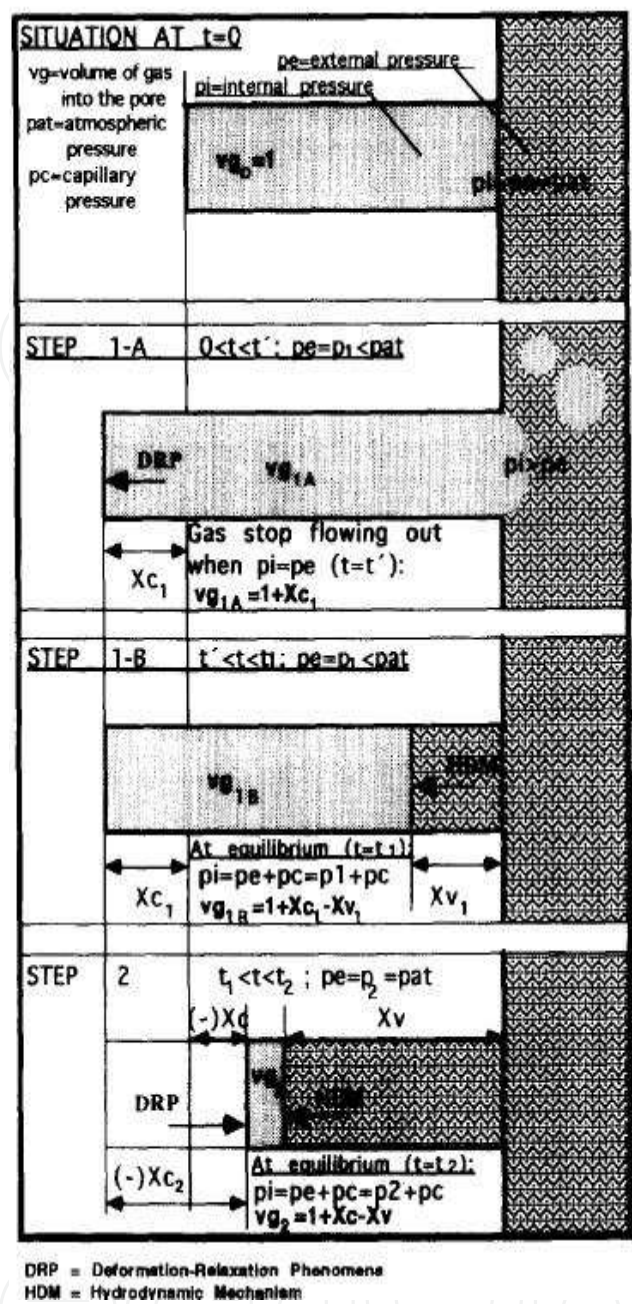 SITUATION AT t=0
vg=volume of gas
into the pore
pat=atmospheric
pressure
pc=capillary
pressure
pe=external pressure
pi=internal pressure
vg₀=1
pi=pe=pat
STEP 1-A 0<t<t´; pe=p₁<pat
DRP
vg₁A
pi>pe
Xc₁
Gas stop flowing out
when pi=pe (t=t´):
vg₁A=1+Xc₁
STEP 1-B t´<t<t₁; pe=p₁<pat
vg₁B
HDM
Xc₁
At equilibrium (t=t₁):
pi=pe+pc=p1+pc
vg₁B=1+Xc₁-Xv₁
Xv₁
STEP 2 t₁<t<t₂ ; pe=p₂=pat
(-)Xc
Xv
vg₂
HDM
DRP
(-)Xc₂
At equilibrium (t=t₂):
pi=pe+pc=p2+pc
vg₂=1+Xc-Xv
DRP = Deformation-Relaxation Phenomena
HDM = Hydrodynamic Mechanism